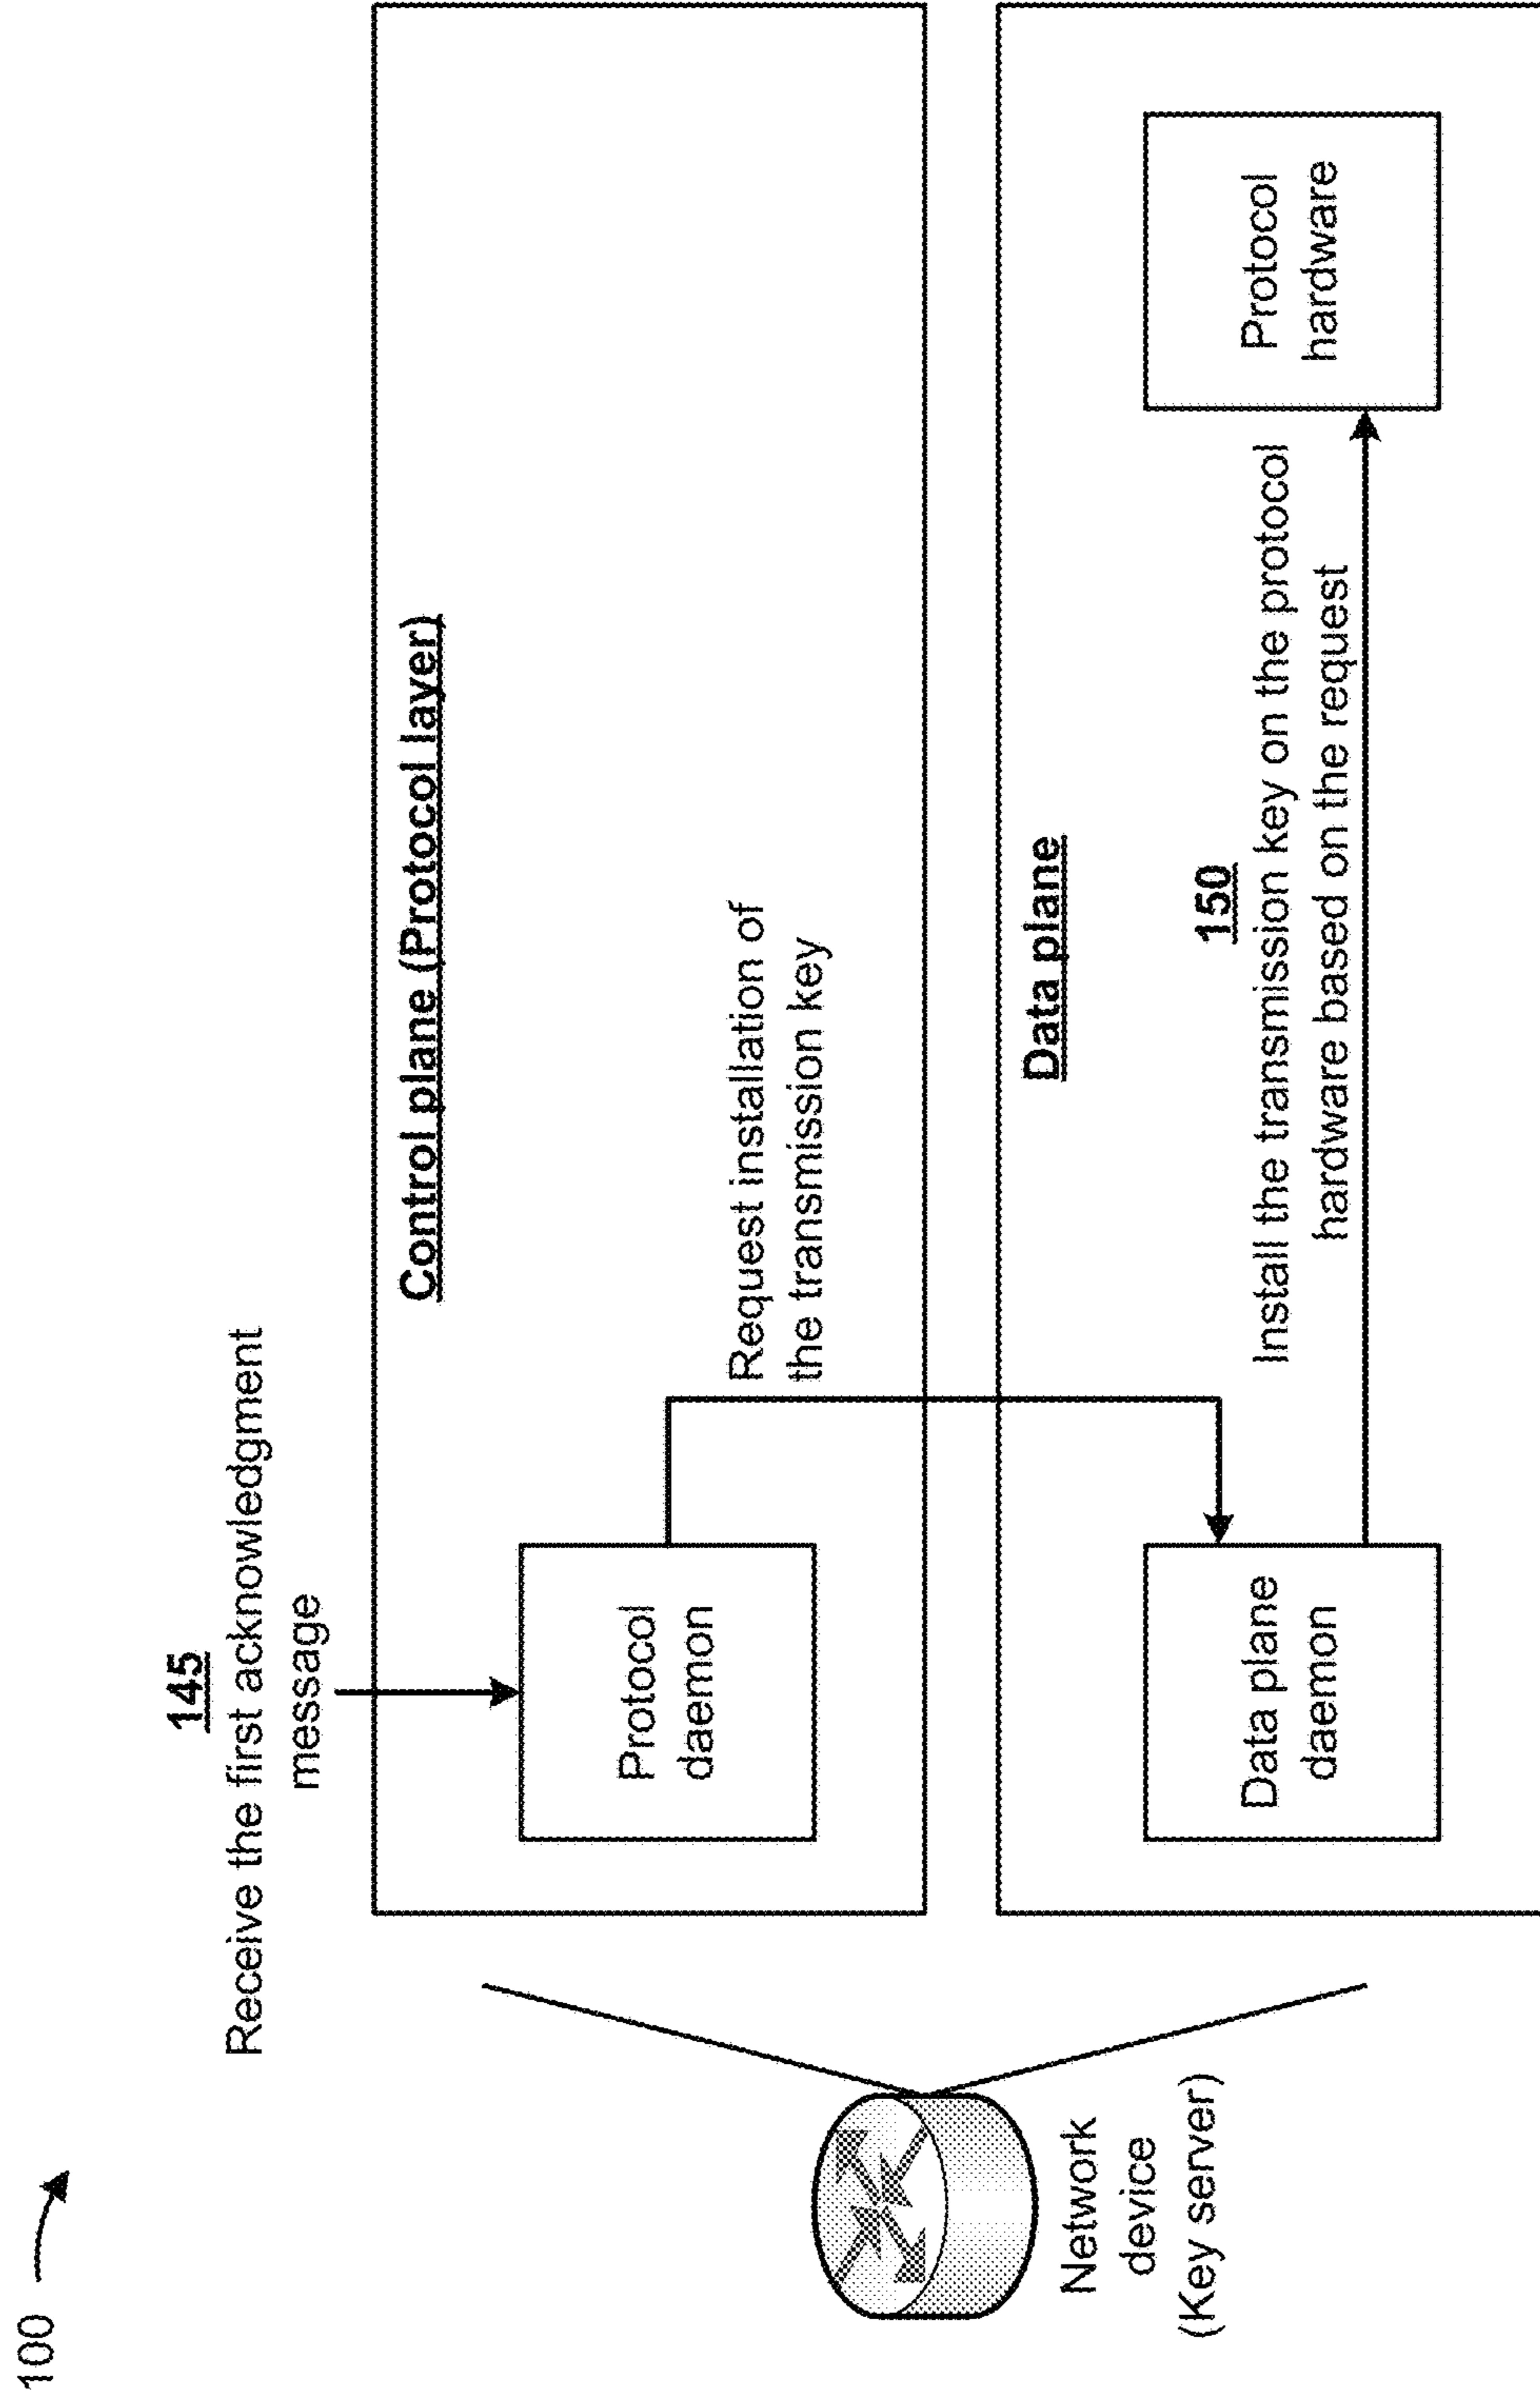 100
145
Receive the first acknowledgment
message
Control plane (Protocol layer)
Protocol
daemon
Request installation of
the transmission key
Network
device
(Key server)
Data plane
150
Install the transmission key on the protocol
hardware based on the request
Data plane
daemon
Protocol
hardware